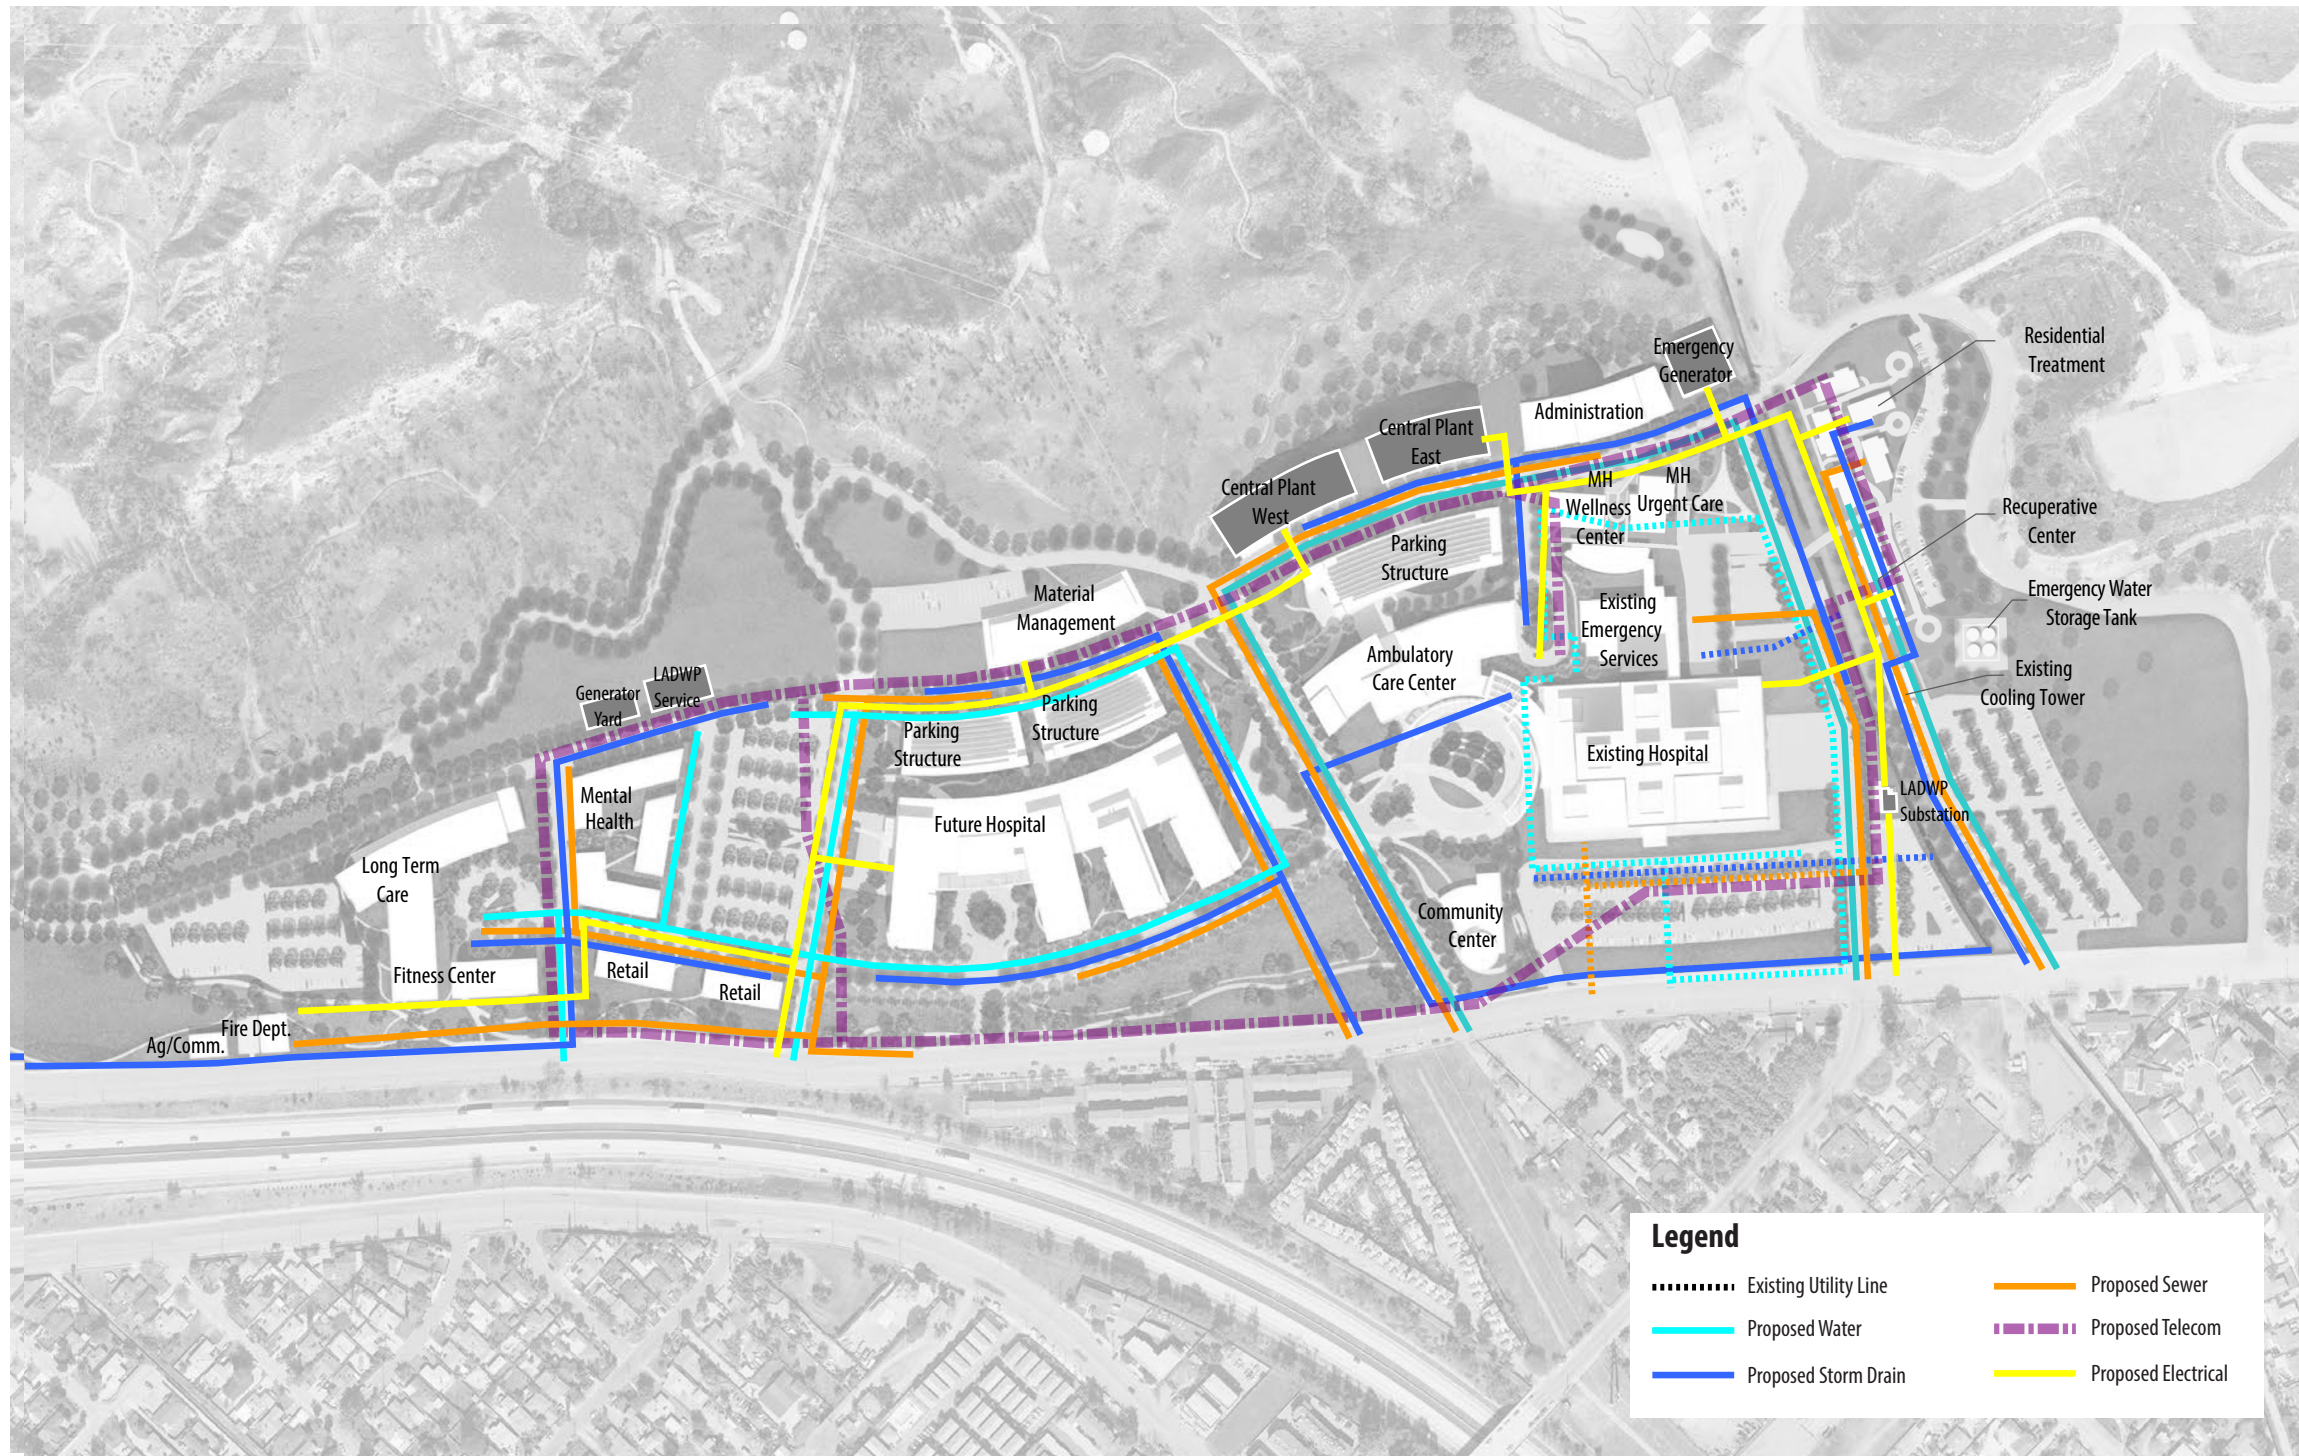 Residential
Treatment
Emergency
Generator
Administration
Central Plant
East
Central Plant
West
MH
Wellness
Center
MH
Urgent Care
Recuperative
Center
Parking
Structure
Emergency Water
Storage Tank
Material
Management
Existing
Emergency
Services
Ambulatory
Care Center
Existing
Cooling Tower
LADWP
Service
Generator
Yard
Parking
Structure
Parking
Structure
Existing Hospital
Mental
Health
LADWP
Substation
Future Hospital
Long Term
Care
Community
Center
Fitness Center
Retail
Retail
Fire Dept.
Ag/Comm.
Legend
Existing Utility Line
Proposed Water
Proposed Storm Drain
Proposed Sewer
Proposed Telecom
Proposed Electrical